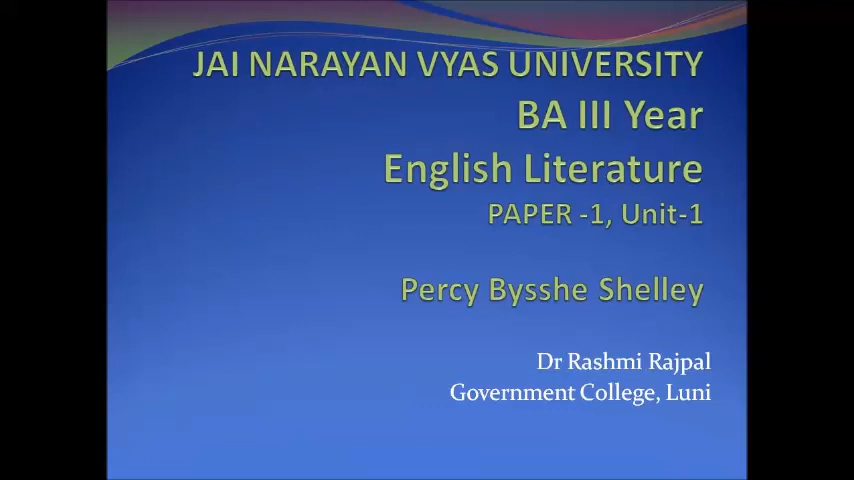 JAI NARAYAN VYAS UNIVERSITY
BA III Year
English Literature
PAPER -1, Unit-1
Percy Bysshe Shelley
Dr Rashmi Rajpal
Government College, Luni